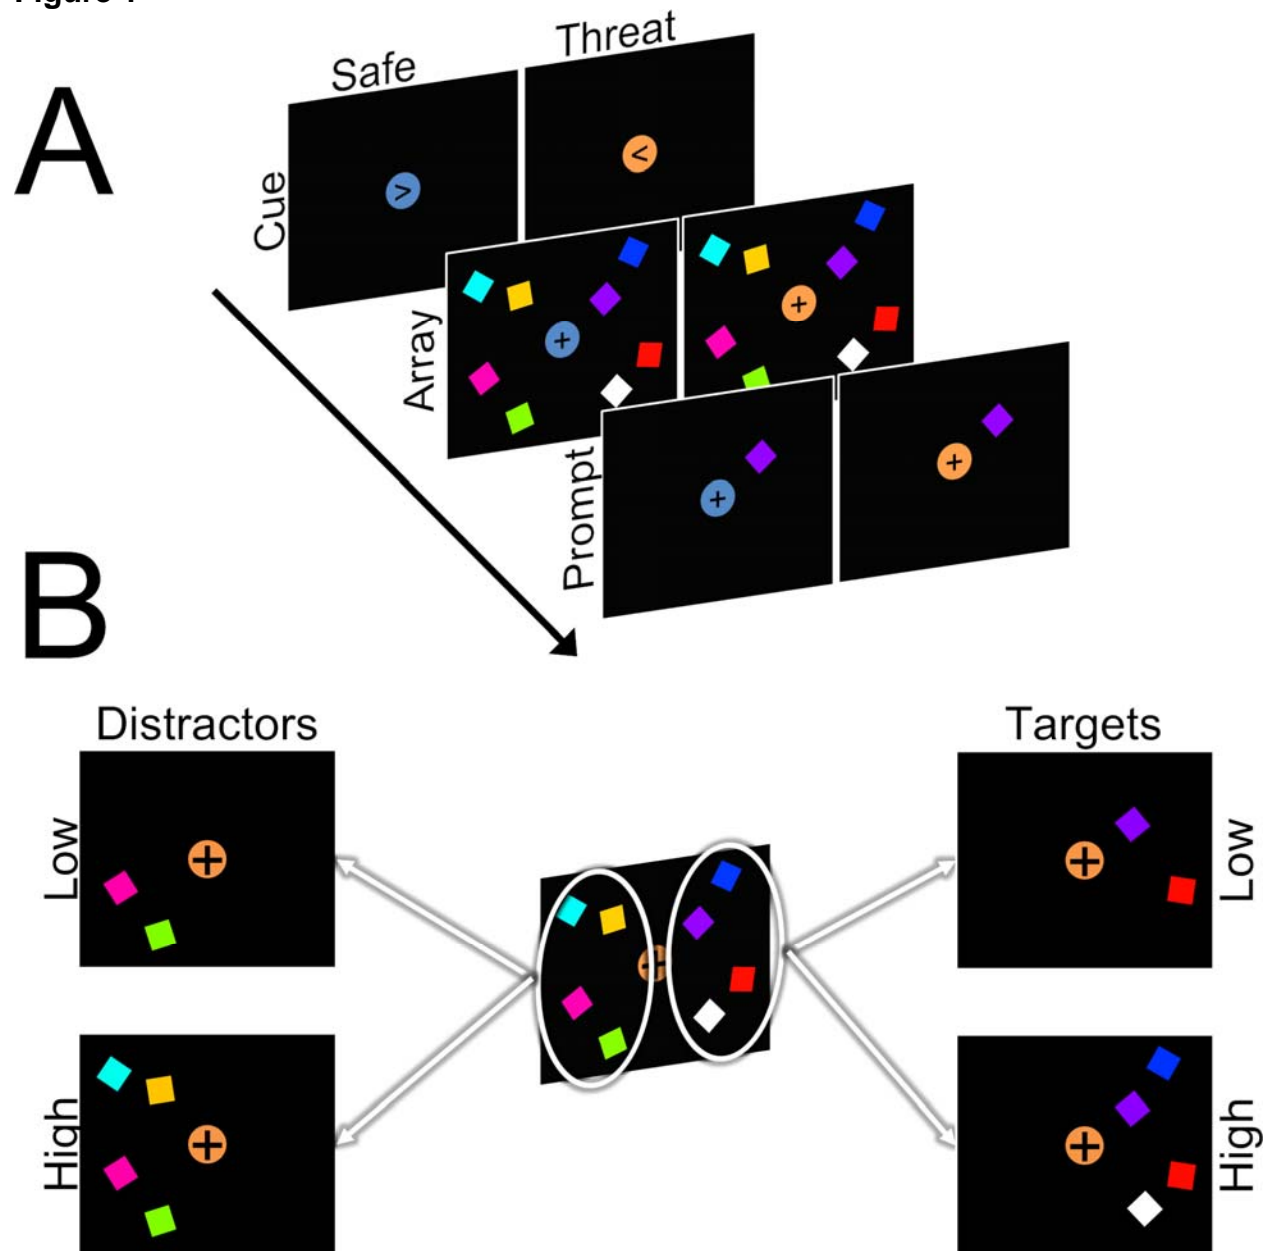 A
Safe
Threat
Cue
>
<
Array
+
+
Prompt
+
+
B
Distractors
Targets
Low
+
+
Low
High
+
+
High